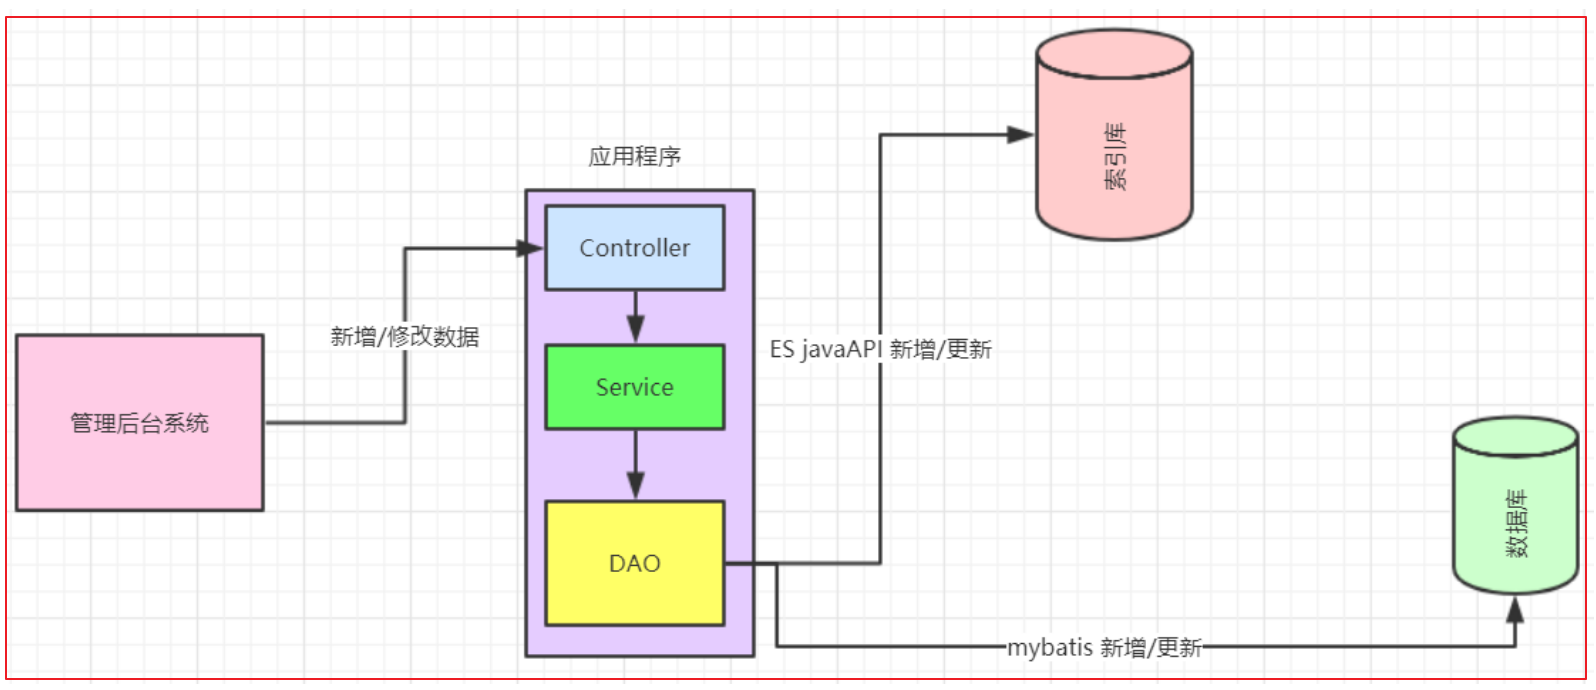 应用程序
Controller
新增/修改数据
Service
管理后台系统
DAO
ES javaAPI 新增/更新
索引库
mybatis 新增/更新
数据库